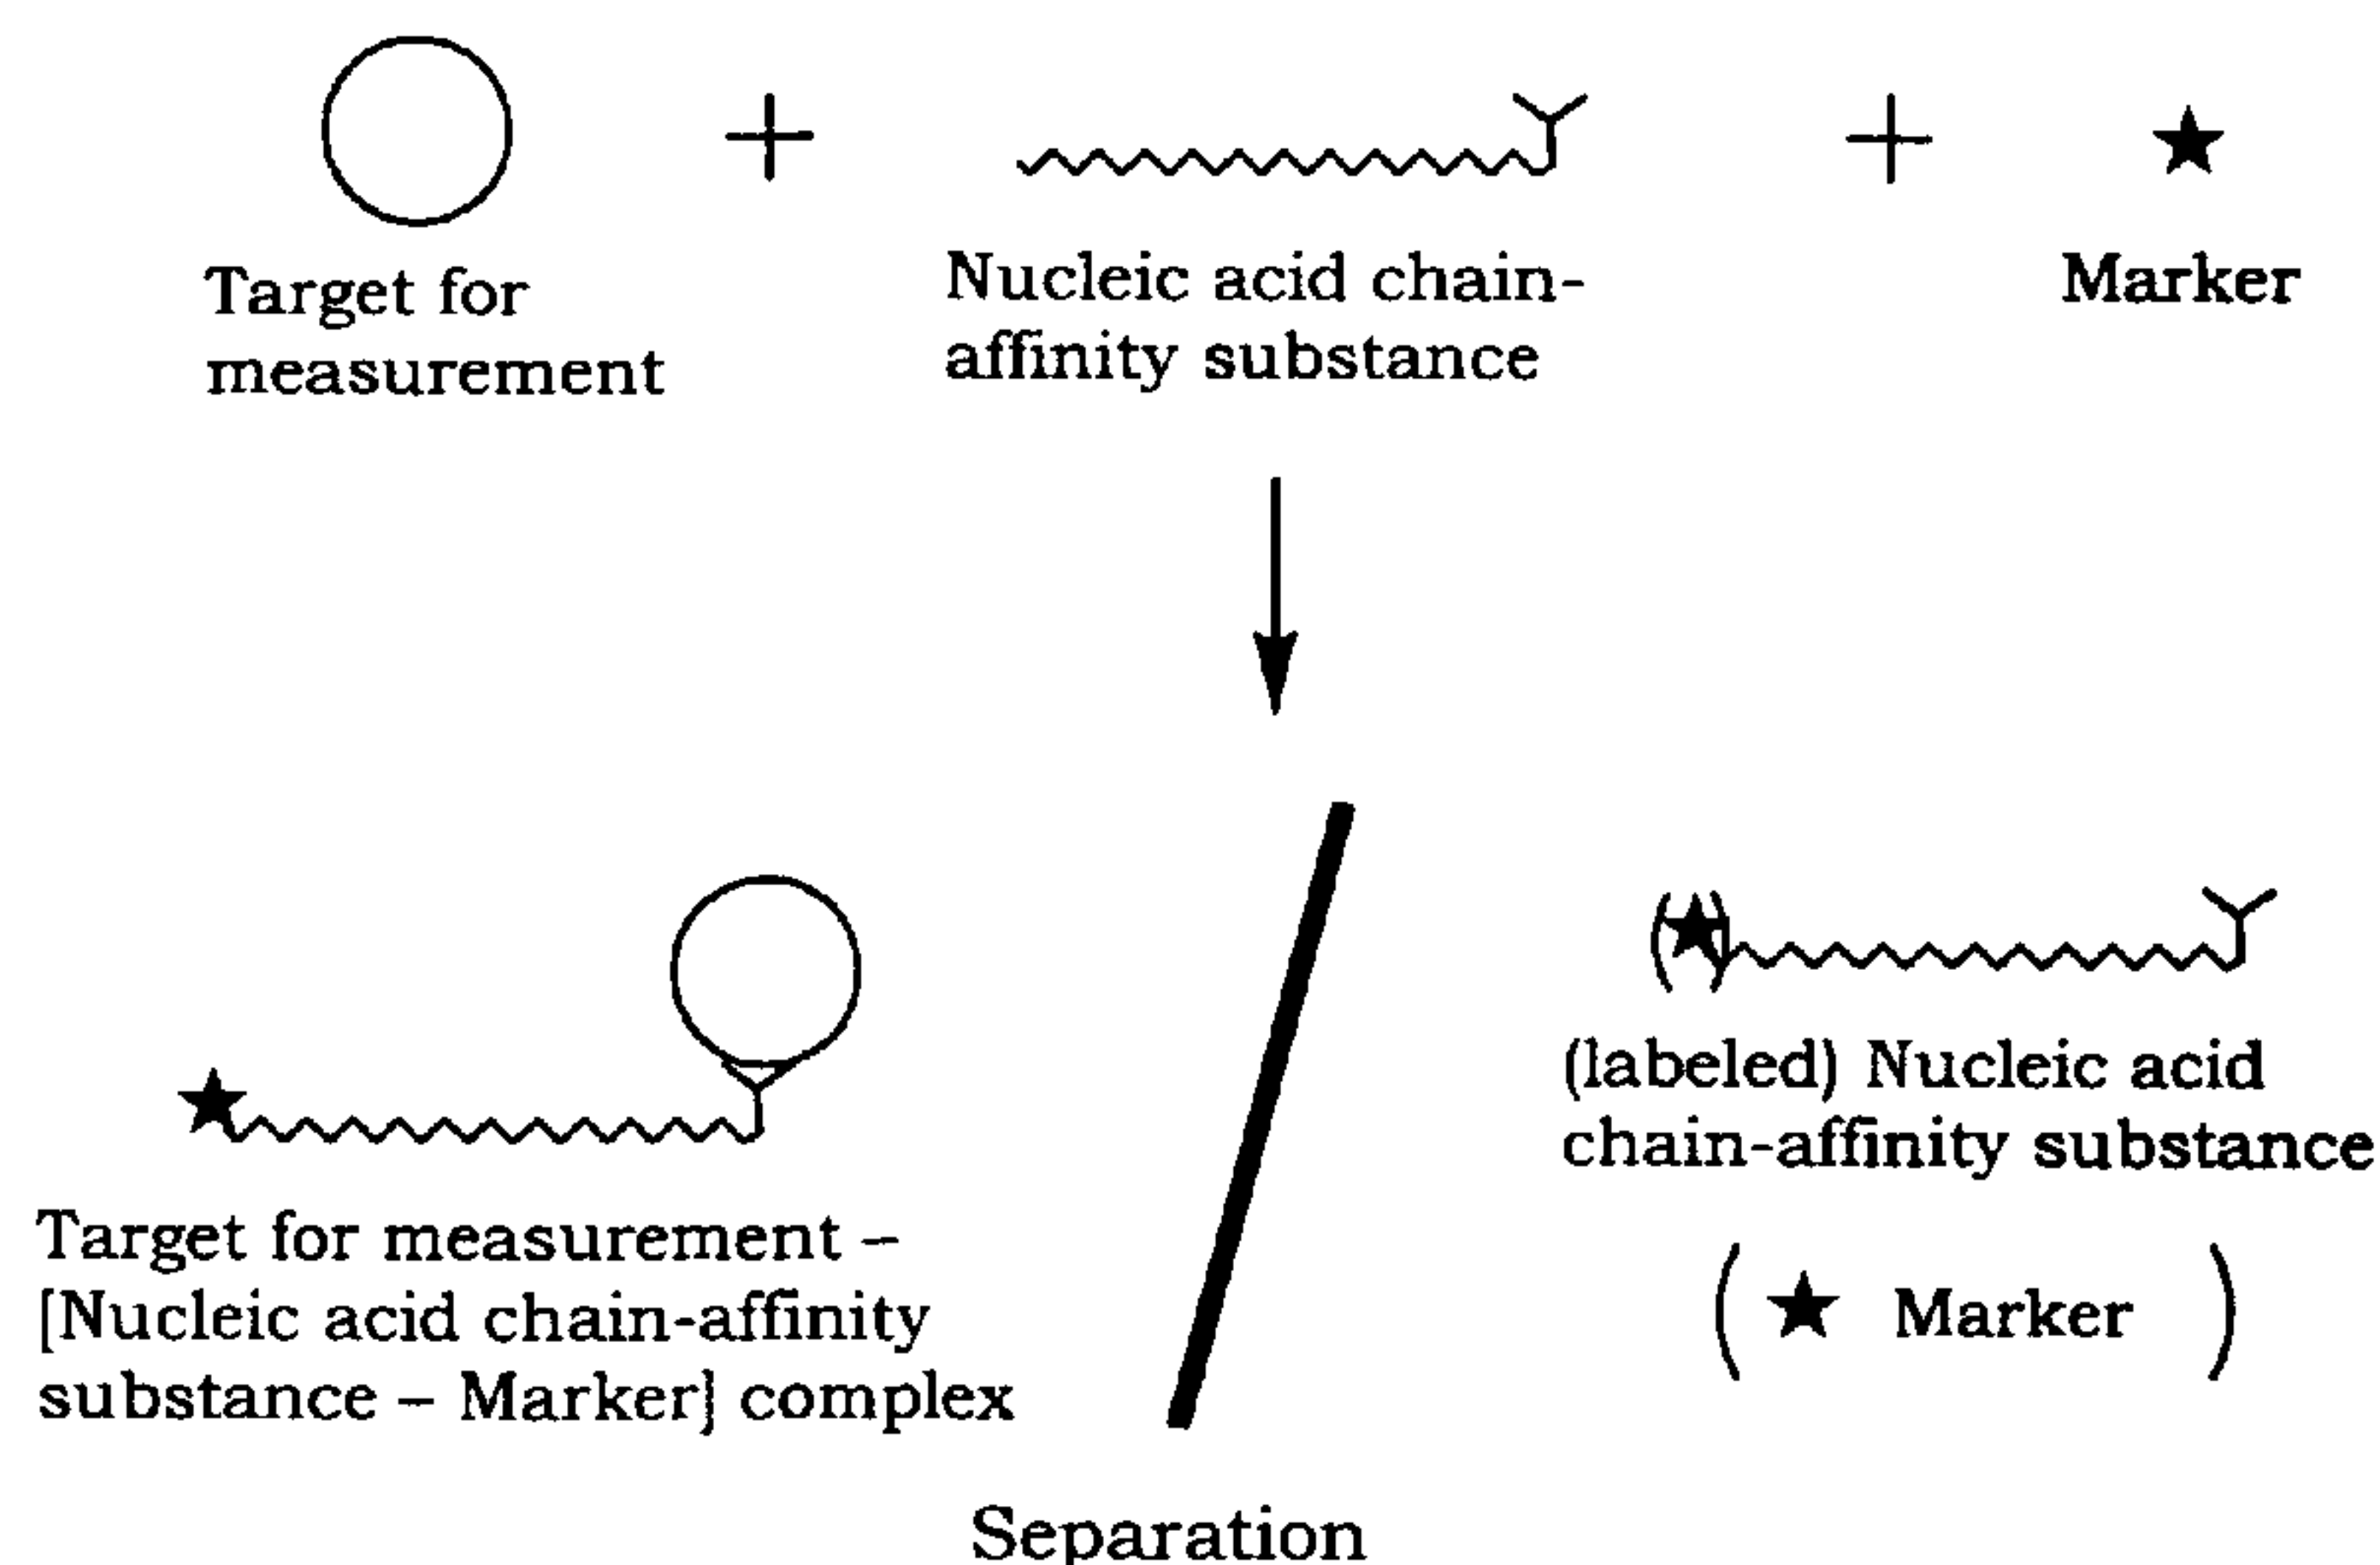 Target for
measurement
Nucleic acid chain-
affinity substance
Marker
Target for measurement –
[Nucleic acid chain-affinity
substance – Marker] complex
(labeled) Nucleic acid
chain-affinity substance
( ★ Marker )
Separation